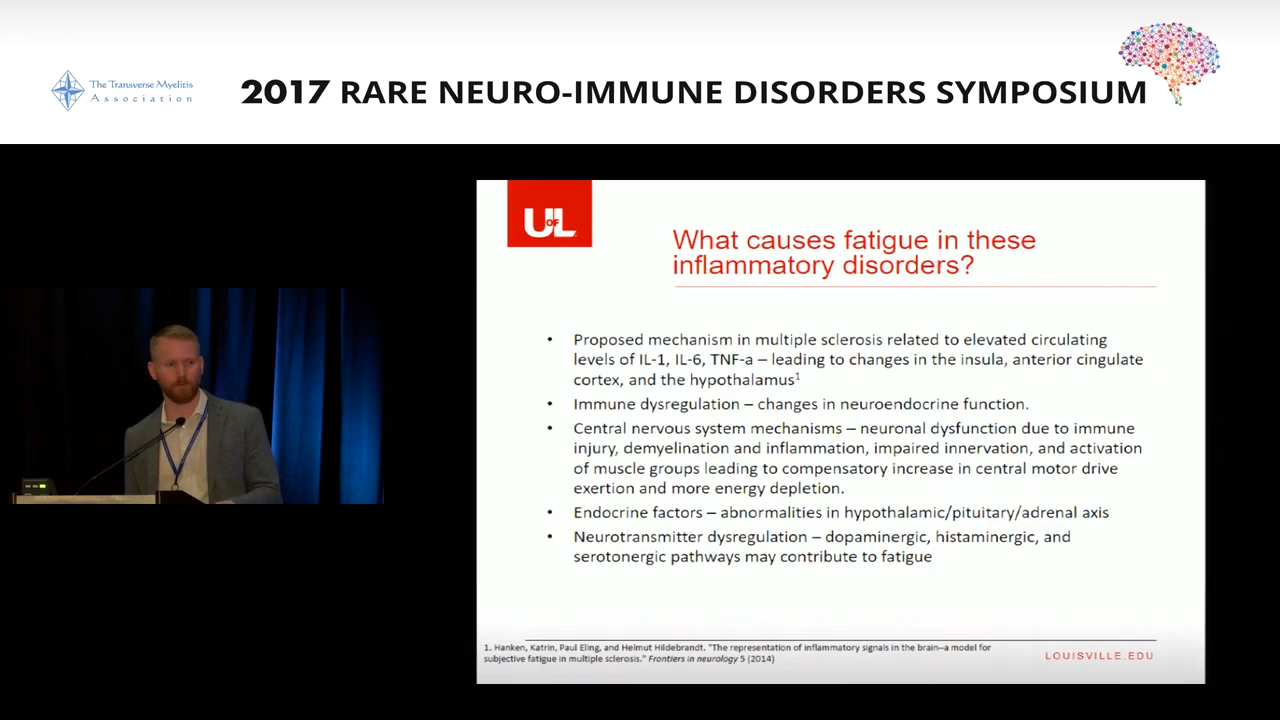 The Transverse Myelitis
Association
2017 RARE NEURO-IMMUNE DISORDERS SYMPOSIUM
UofL
What causes fatigue in these
inflammatory disorders?
• Proposed mechanism in multiple sclerosis related to elevated circulating
levels of IL-1, IL-6, TNF-a – leading to changes in the insula, anterior cingulate
cortex, and the hypothalamus¹
• Immune dysregulation – changes in neuroendocrine function.
• Central nervous system mechanisms – neuronal dysfunction due to immune
injury, demyelination and inflammation, impaired innervation, and activation
of muscle groups leading to compensatory increase in central motor drive
exertion and more energy depletion.
• Endocrine factors – abnormalities in hypothalamic/pituitary/adrenal axis
• Neurotransmitter dysregulation – dopaminergic, histaminergic, and
serotonergic pathways may contribute to fatigue
1. Hanken, Katrin, Paul Eling, and Helmut Hildebrandt. "The representation of inflammatory signals in the brain–a model for
subjective fatigue in multiple sclerosis." Frontiers in neurology 5 (2014)
LOUISVILLE.EDU